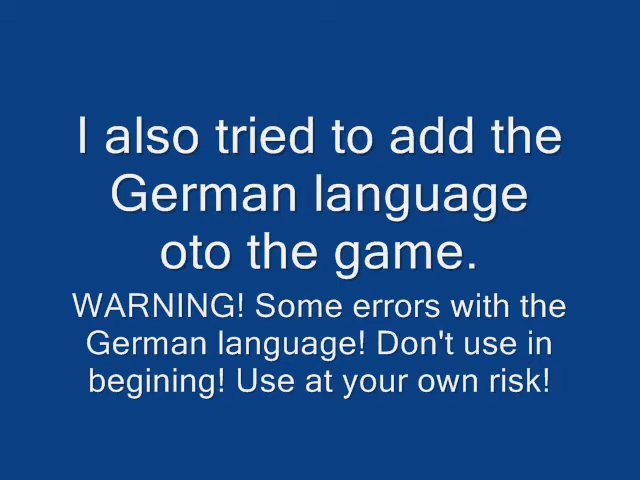 I also tried to add the
German language
oto the game.
WARNING! Some errors with the
German language! Don't use in
begining! Use at your own risk!